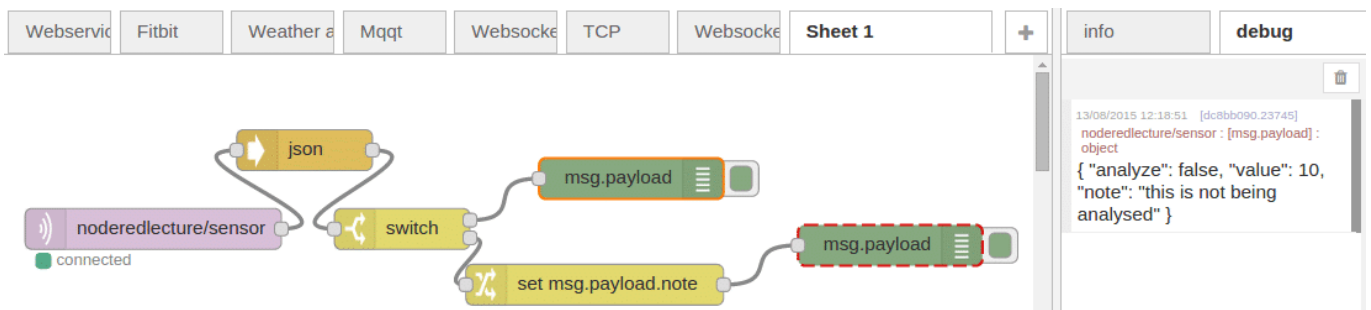 Webservic Fitbit Weather a Mqqt Websocke TCP Websocke Sheet 1 + info debug
13/08/2015 12:18:51 [dc8bb090.23745]
noderedlecture/sensor : [msg.payload] :
object
{ "analyze": false, "value": 10,
"note": "this is not being
analysed" }
json
msg.payload
noderedlecture/sensor
switch
msg.payload
connected
set msg.payload.note